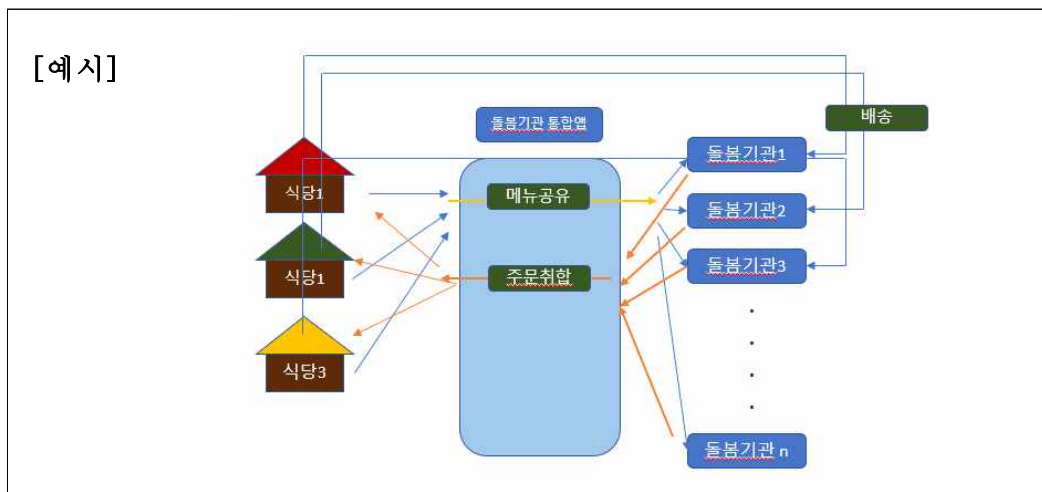 [예시]
돌봄기관 통합앱
배송
식당1
메뉴공유
돌봄기관1
돌봄기관2
식당1
주문취합
돌봄기관3
식당3
돌봄기관 n